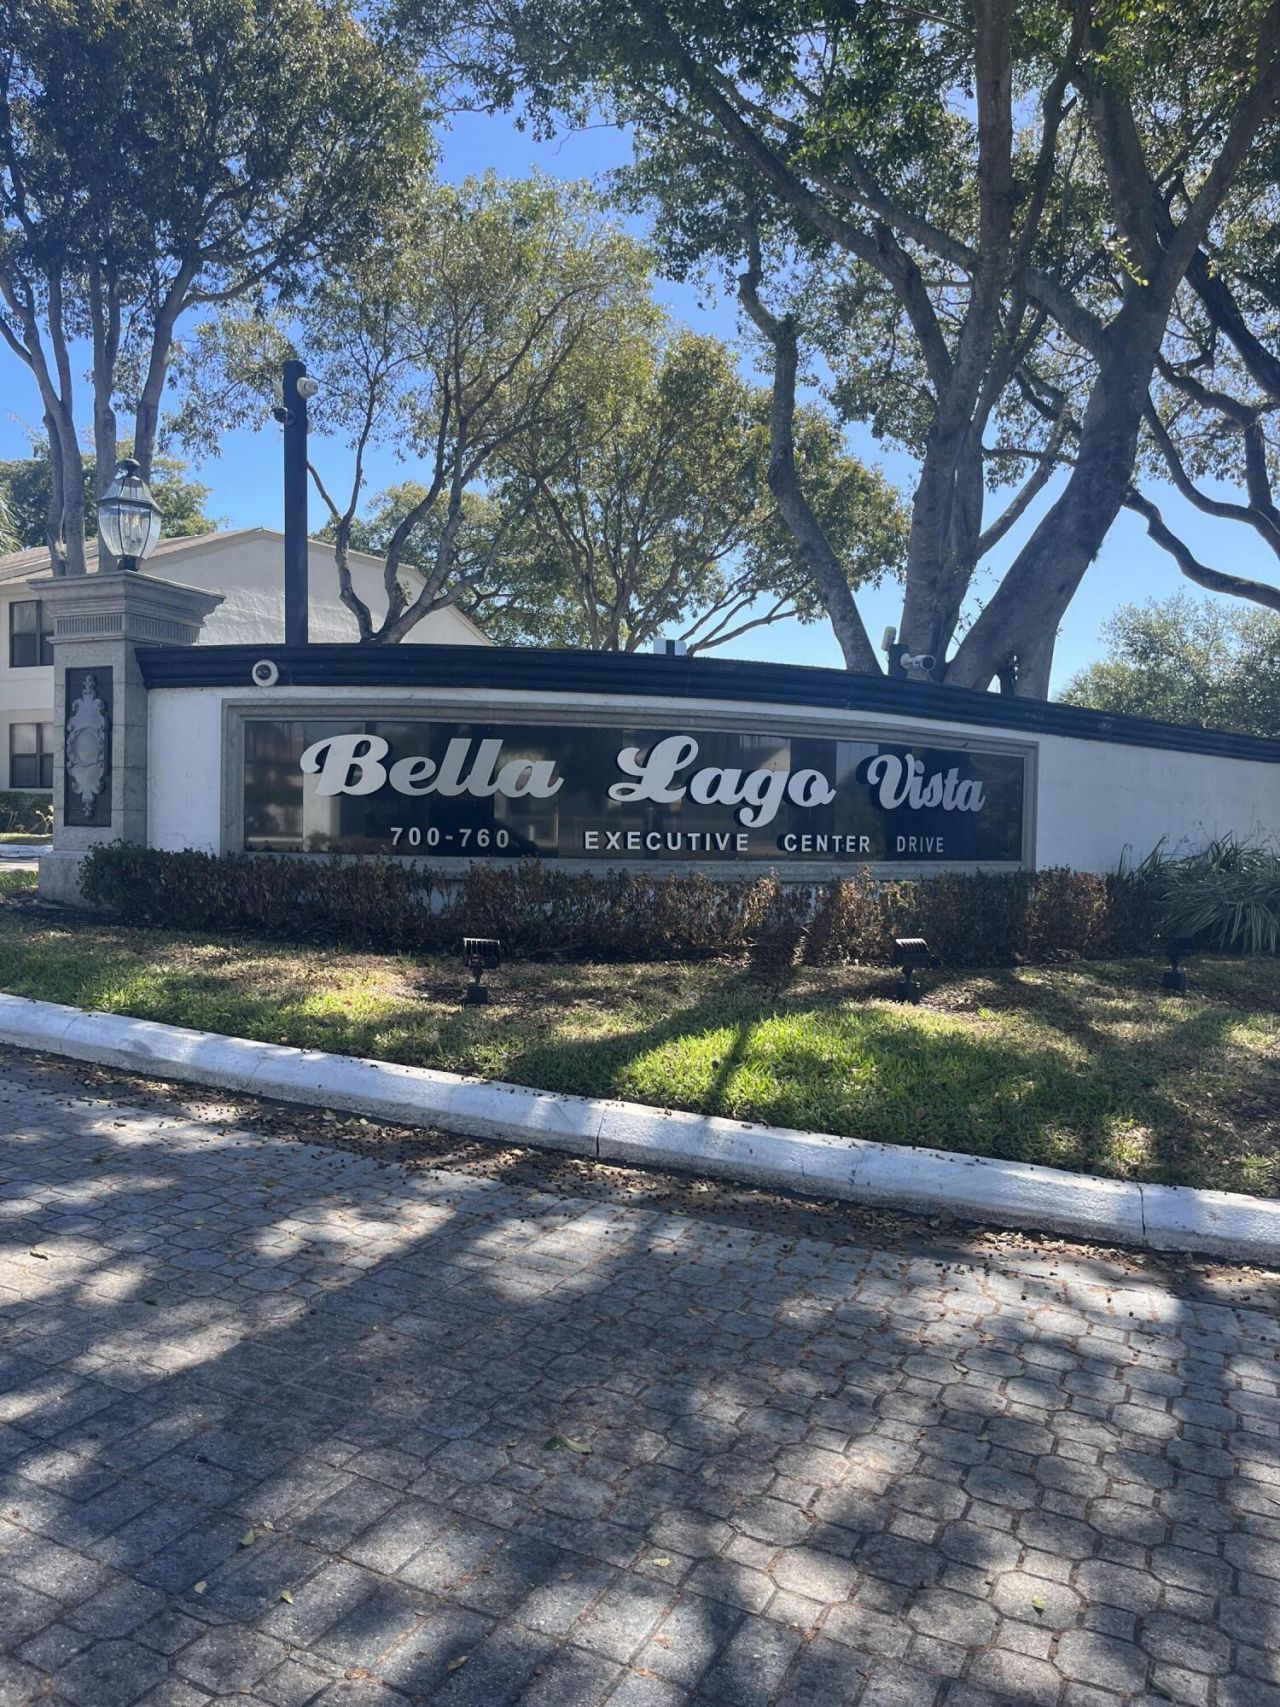 Bella Lago Vista
700-760 EXECUTIVE CENTER DRIVE